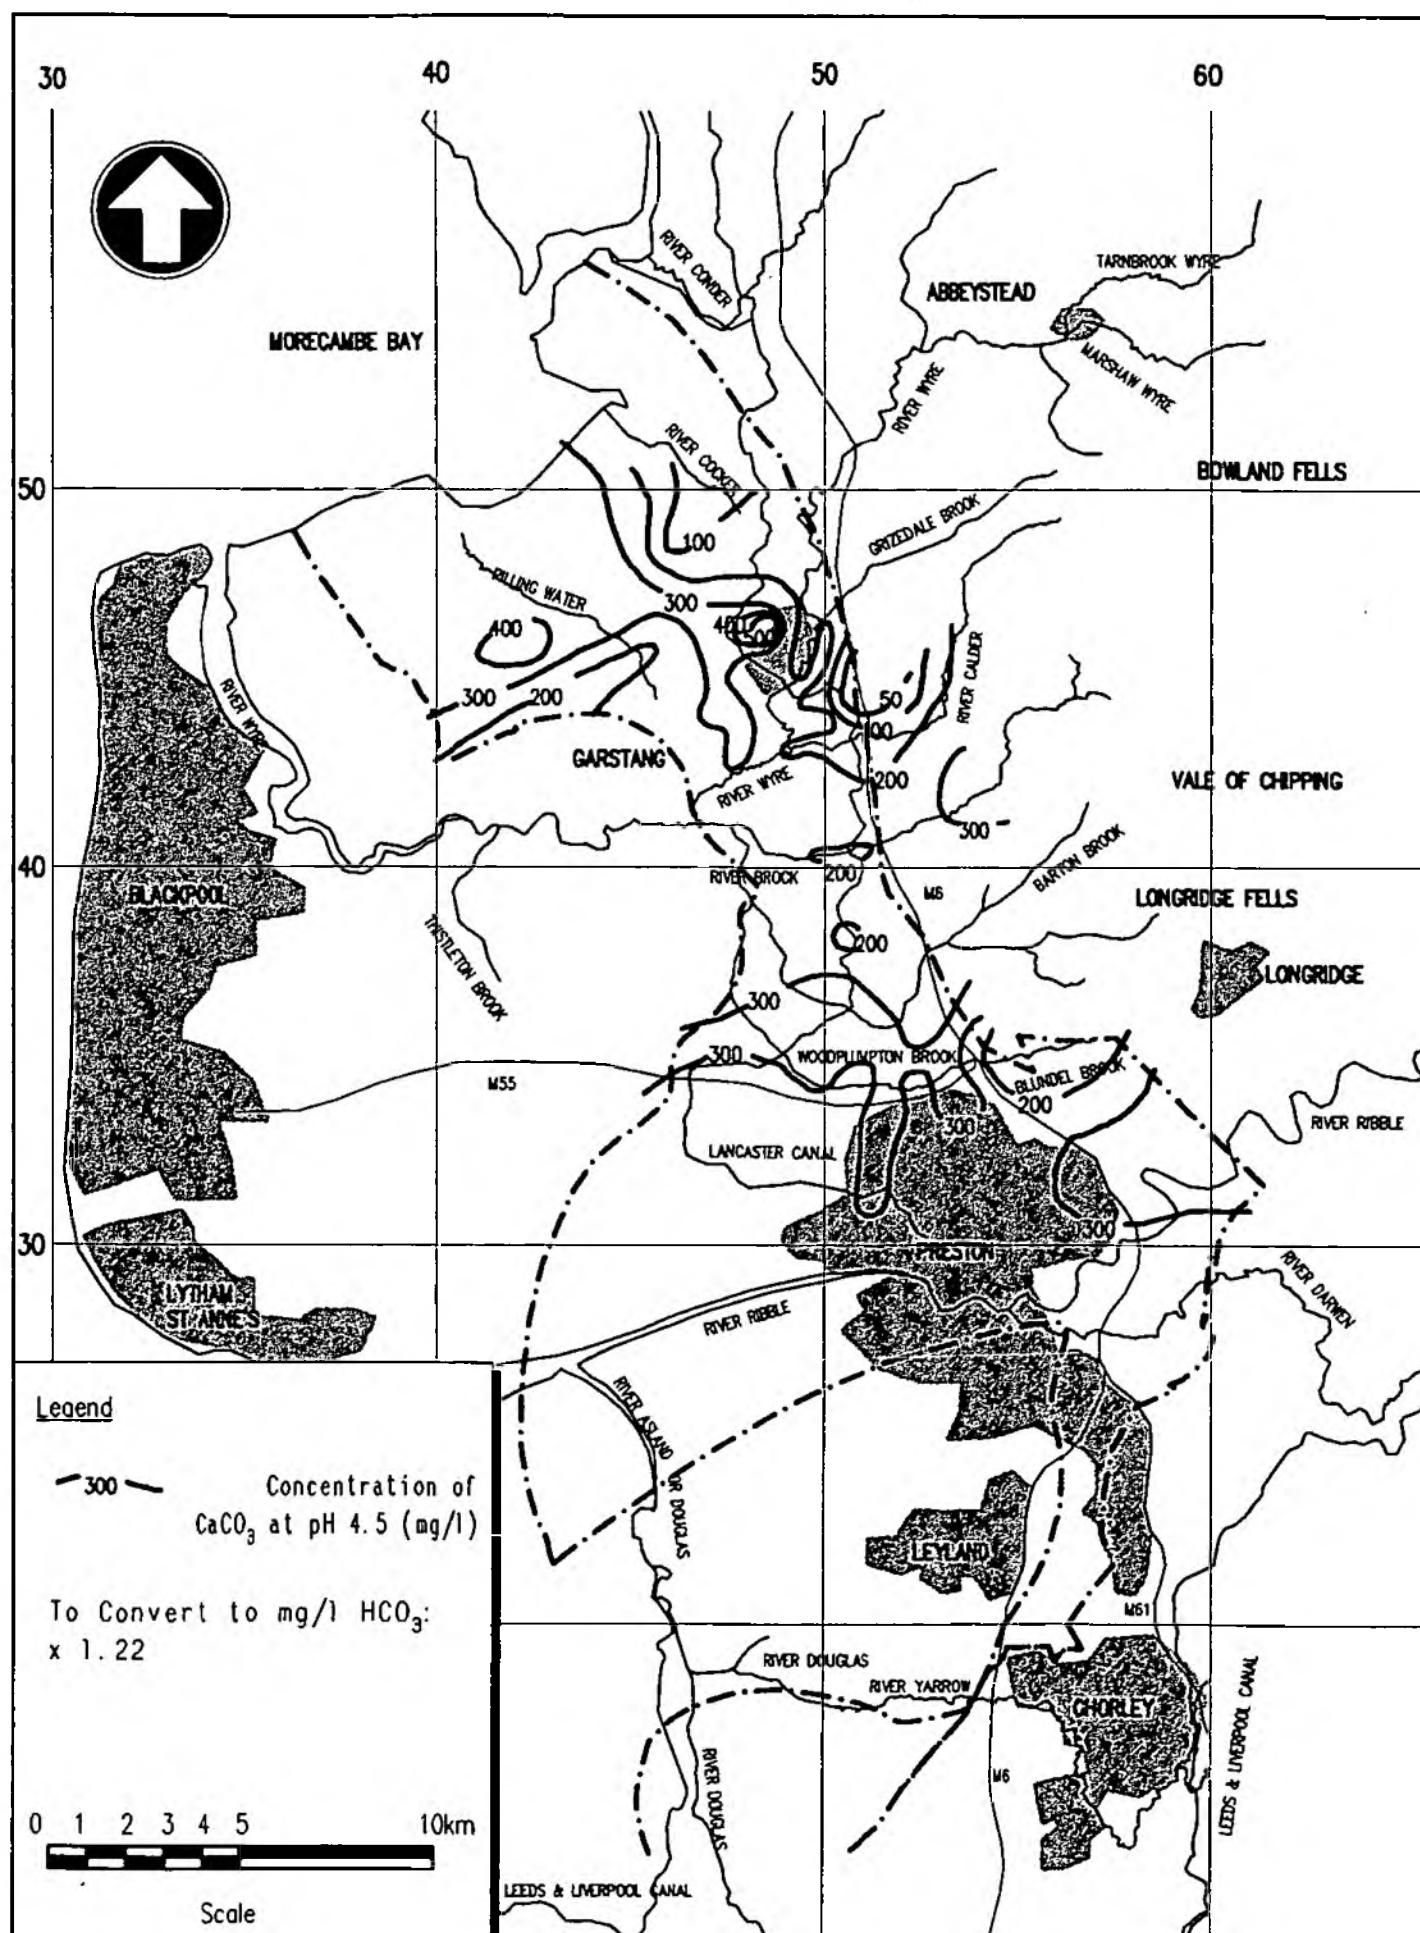 30 40 50 60
RIVER CONDER
TARNBROOK WYRE
ABBEYSTEAD
MORECAMBE BAY
MARSHAW WYRE
RIVER WYRE
RIVER COCKER
BOWLAND FELLS
50
GRIZEDALE BROOK
100
PILLING WATER
300
400
400
500
RIVER CALDER
RIVER WYRE
300 200
50
100
GARSTANG
RIVER WYRE
200
VALE OF CHIPPING
300
BARTON BROOK
40
RIVER BROCK
200
M6
BLACKPOOL
LONGRIDGE FELLS
THISTLETON BROOK
200
LONGRIDGE
300
300
WOODPLUMPTON BROOK
M55
BLUNDEL BROOK
200
300
RIVER RIBBLE
LANCASTER CANAL
300
30
PRESTON
LYTHAM
ST ANNE'S
RIVER RIBBLE
RIVER DARWEN
RIVER ASLAND
OR DOUGLAS
Legend
300 Concentration of
CaCO₃ at pH 4.5 (mg/l)
LEYLAND
To Convert to mg/l HCO₃:
x 1.22
M61
RIVER DOUGLAS
RIVER YARROW
CHORLEY
LEEDS & LIVERPOOL CANAL
M6
RIVER DOUGLAS
0 1 2 3 4 5 10km
LEEDS & LIVERPOOL CANAL
Scale